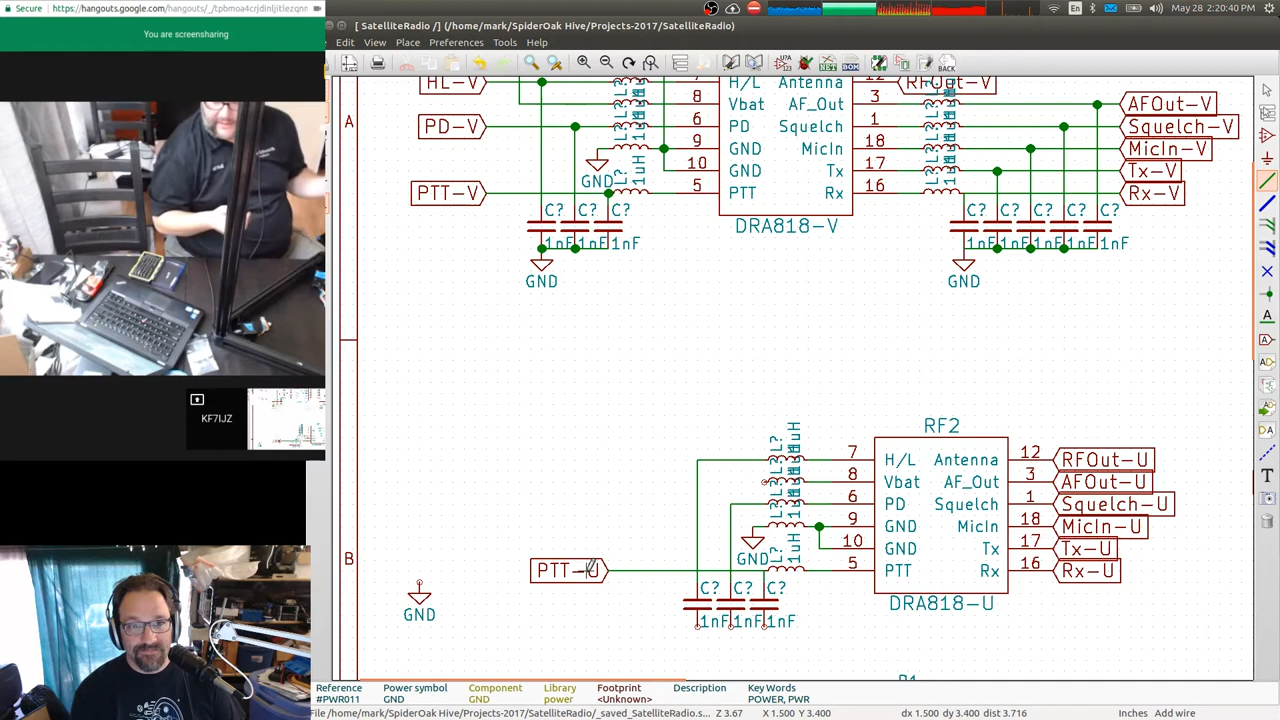 Secure
https://hangouts.google.com/hangouts/_/tpbmoa4crjdinljitlezqnn
You are screensharing
KF7IJZ
En
May 28 2:20:40 PM
[ SatelliteRadio /] (/home/mark/SpiderOak Hive/Projects-2017/SatelliteRadio)
Edit View Place Preferences Tools Help
BOM
BACK
A
HL-V
PD-V
PTT-V
GND
8
6
9
10
5
H/L Antenna
Vbat AF_Out
PD Squelch
GND MicIn
GND Tx
PTT Rx
DRA818-V
12
3
1
18
17
16
AFOut-V
Squelch-V
MicIn-V
Tx-V
Rx-V
L?
1uH
C? C? C?
1nF 1nF 1nF
GND
C? C? C? C? C?
1nF 1nF 1nF 1nF 1nF
GND
B
RF2
L?
1uH
7
8
6
9
10
5
H/L Antenna
Vbat AF_Out
PD Squelch
GND MicIn
GND Tx
PTT Rx
DRA818-U
12
3
1
18
17
16
RFOut-U
AFOut-U
Squelch-U
MicIn-U
Tx-U
Rx-U
GND
PTT-U
C? C? C?
1nF 1nF 1nF
GND
Reference Power symbol Component Library Footprint Description Key Words
#PWR011 GND GND power <Unknown> POWER, PWR
File /home/mark/SpiderOak Hive/Projects-2017/SatelliteRadio/_saved_SatelliteRadio.s... Z 3.67 X 1.500 Y 3.400 dx 1.500 dy 3.400 dist 3.716 Inches Add wire